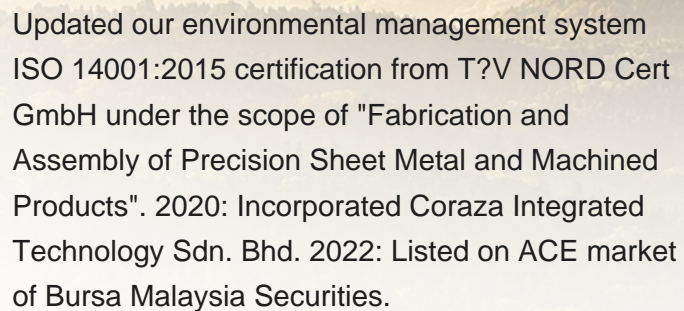 Updated our environmental management system
ISO 14001:2015 certification from T?V NORD Cert
GmbH under the scope of "Fabrication and
Assembly of Precision Sheet Metal and Machined
Products". 2020: Incorporated Coraza Integrated
Technology Sdn. Bhd. 2022: Listed on ACE market
of Bursa Malaysia Securities.